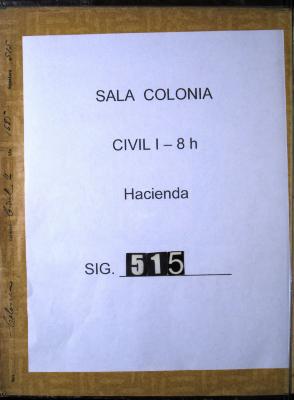 SALA COLONIA
CIVIL I – 8 h
Hacienda
SIG. 515